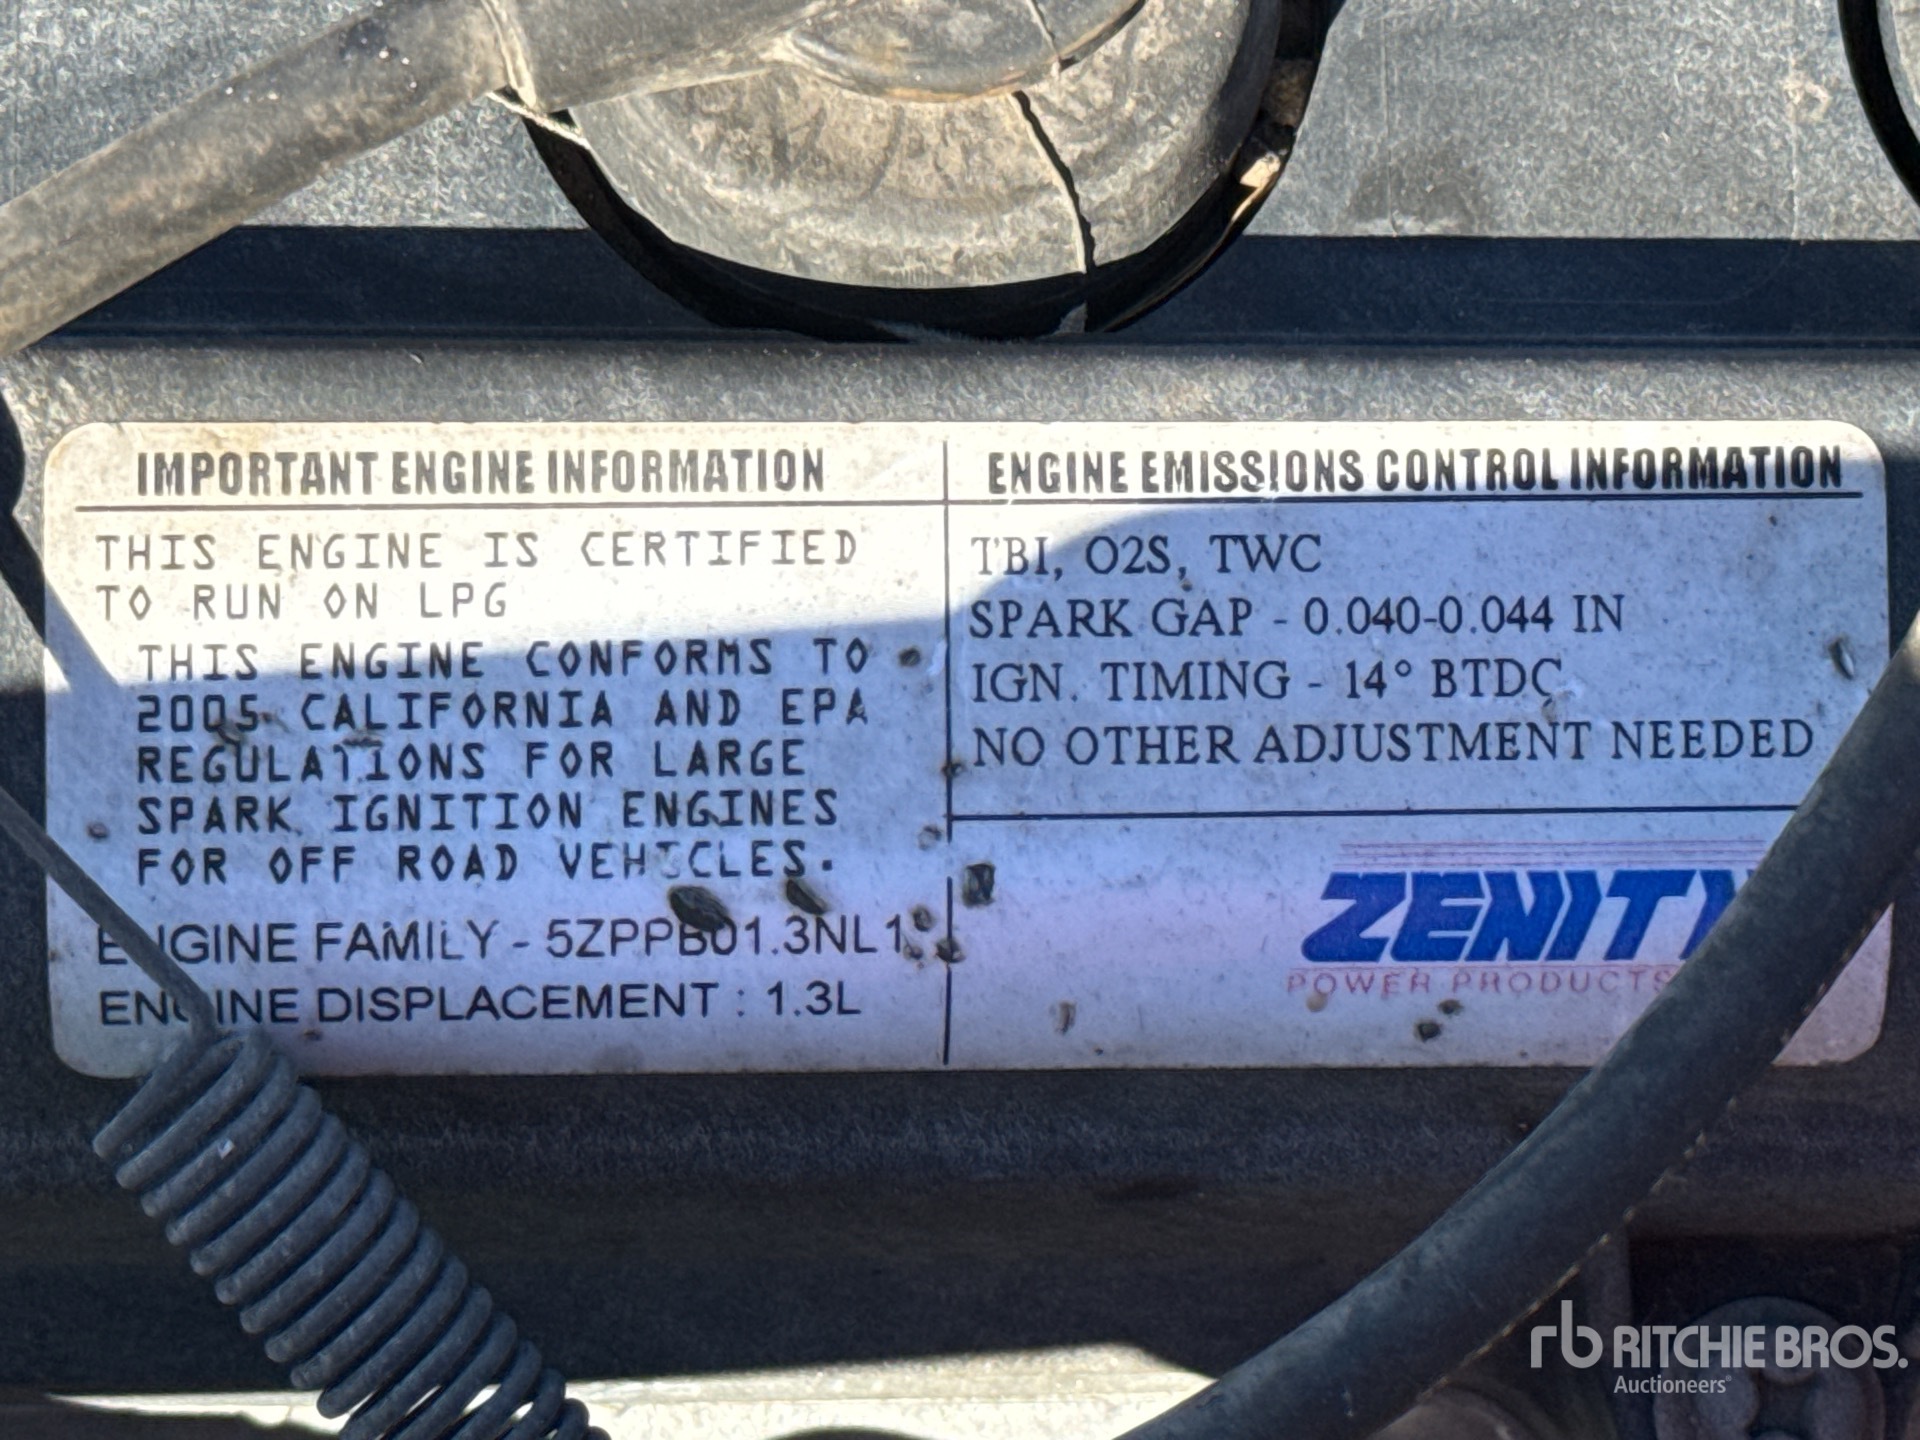 IMPORTANT ENGINE INFORMATION
THIS ENGINE IS CERTIFIED
TO RUN ON LPG
THIS ENGINE CONFORMS TO
2005 CALIFORNIA AND EPA
REGULATIONS FOR LARGE
SPARK IGNITION ENGINES
FOR OFF ROAD VEHICLES.
ENGINE FAMILY - 5ZPPB01.3NL1
ENGINE DISPLACEMENT : 1.3L
ENGINE EMISSIONS CONTROL INFORMATION
TBI, O2S, TWC
SPARK GAP - 0.040-0.044 IN
IGN. TIMING - 14° BTDC
NO OTHER ADJUSTMENT NEEDED
ZENITH
POWER PRODUCTS
rb RITCHIE BROS.
Auctioneers